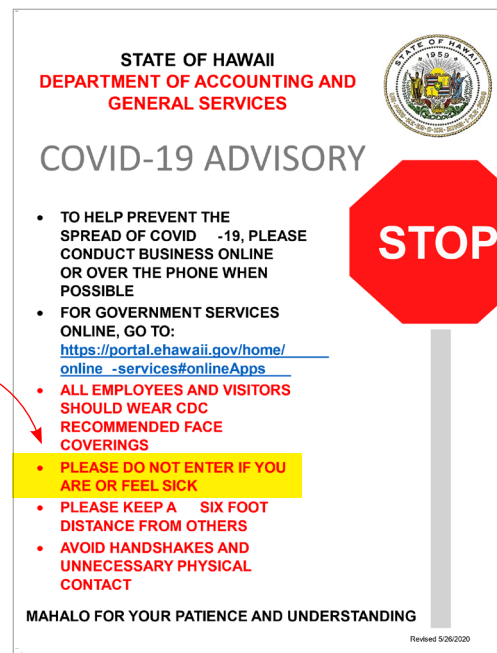 STATE OF HAWAII
DEPARTMENT OF ACCOUNTING AND
GENERAL SERVICES
1959
COVID-19 ADVISORY
STOP
• TO HELP PREVENT THE
SPREAD OF COVID -19, PLEASE
CONDUCT BUSINESS ONLINE
OR OVER THE PHONE WHEN
POSSIBLE
• FOR GOVERNMENT SERVICES
ONLINE, GO TO:
https://portal.ehawaii.gov/home/
online -services#onlineApps
• ALL EMPLOYEES AND VISITORS
SHOULD WEAR CDC
RECOMMENDED FACE
COVERINGS
• PLEASE DO NOT ENTER IF YOU
ARE OR FEEL SICK
• PLEASE KEEP A SIX FOOT
DISTANCE FROM OTHERS
• AVOID HANDSHAKES AND
UNNECESSARY PHYSICAL
CONTACT
MAHALO FOR YOUR PATIENCE AND UNDERSTANDING
Revised 5/26/2020